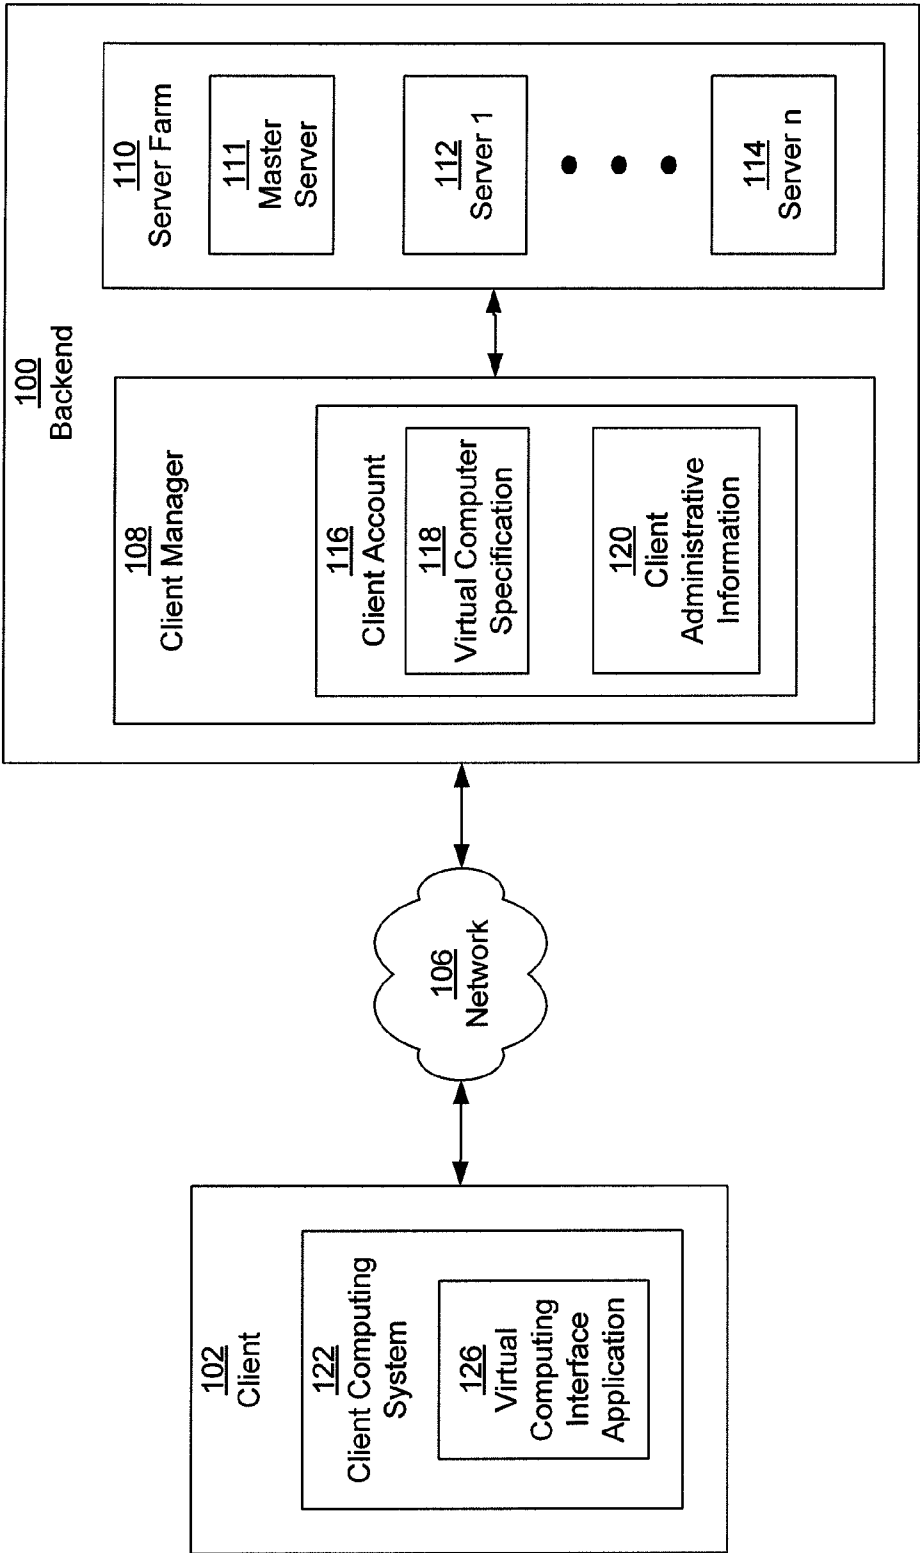 102
Client
122
Client Computing
System
126
Virtual
Computing
Interface
Application
106
Network
100
Backend
108
Client Manager
116
Client Account
118
Virtual Computer
Specification
120
Client
Administrative
Information
110
Server Farm
111
Master
Server
112
Server 1
114
Server n